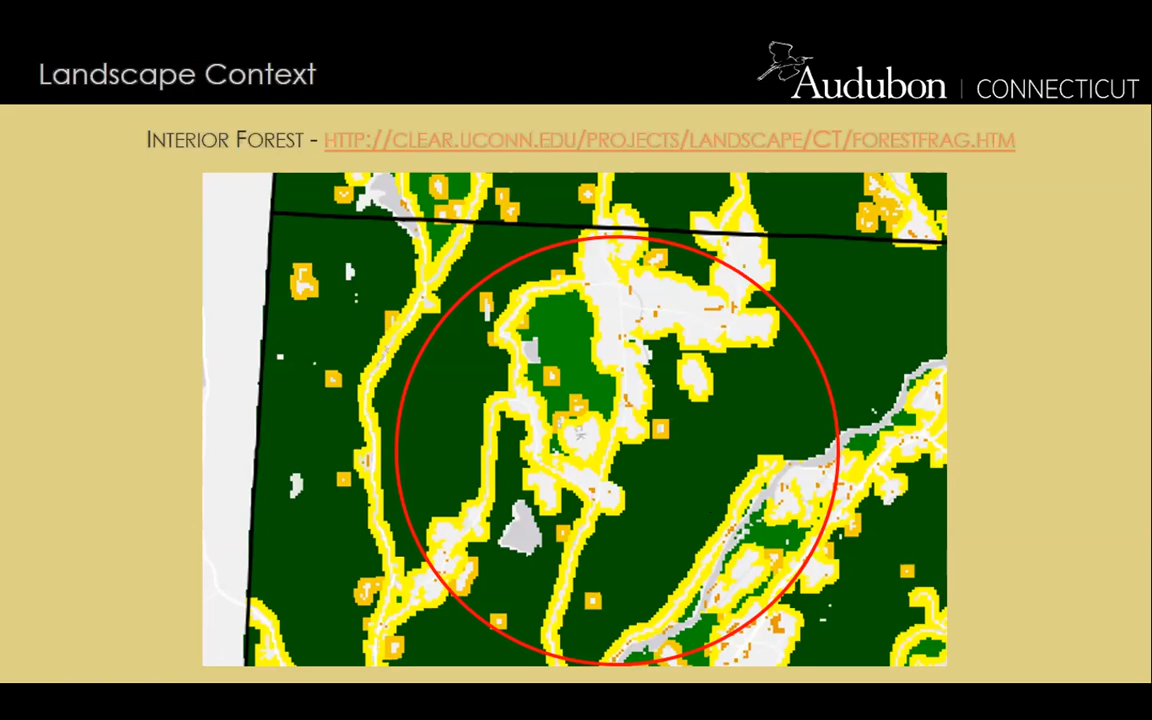 Landscape Context
Audubon | CONNECTICUT
INTERIOR FOREST - HTTP://CLEAR.UCONN.EDU/PROJECTS/LANDSCAPE/CT/FORESTFRAG.HTM